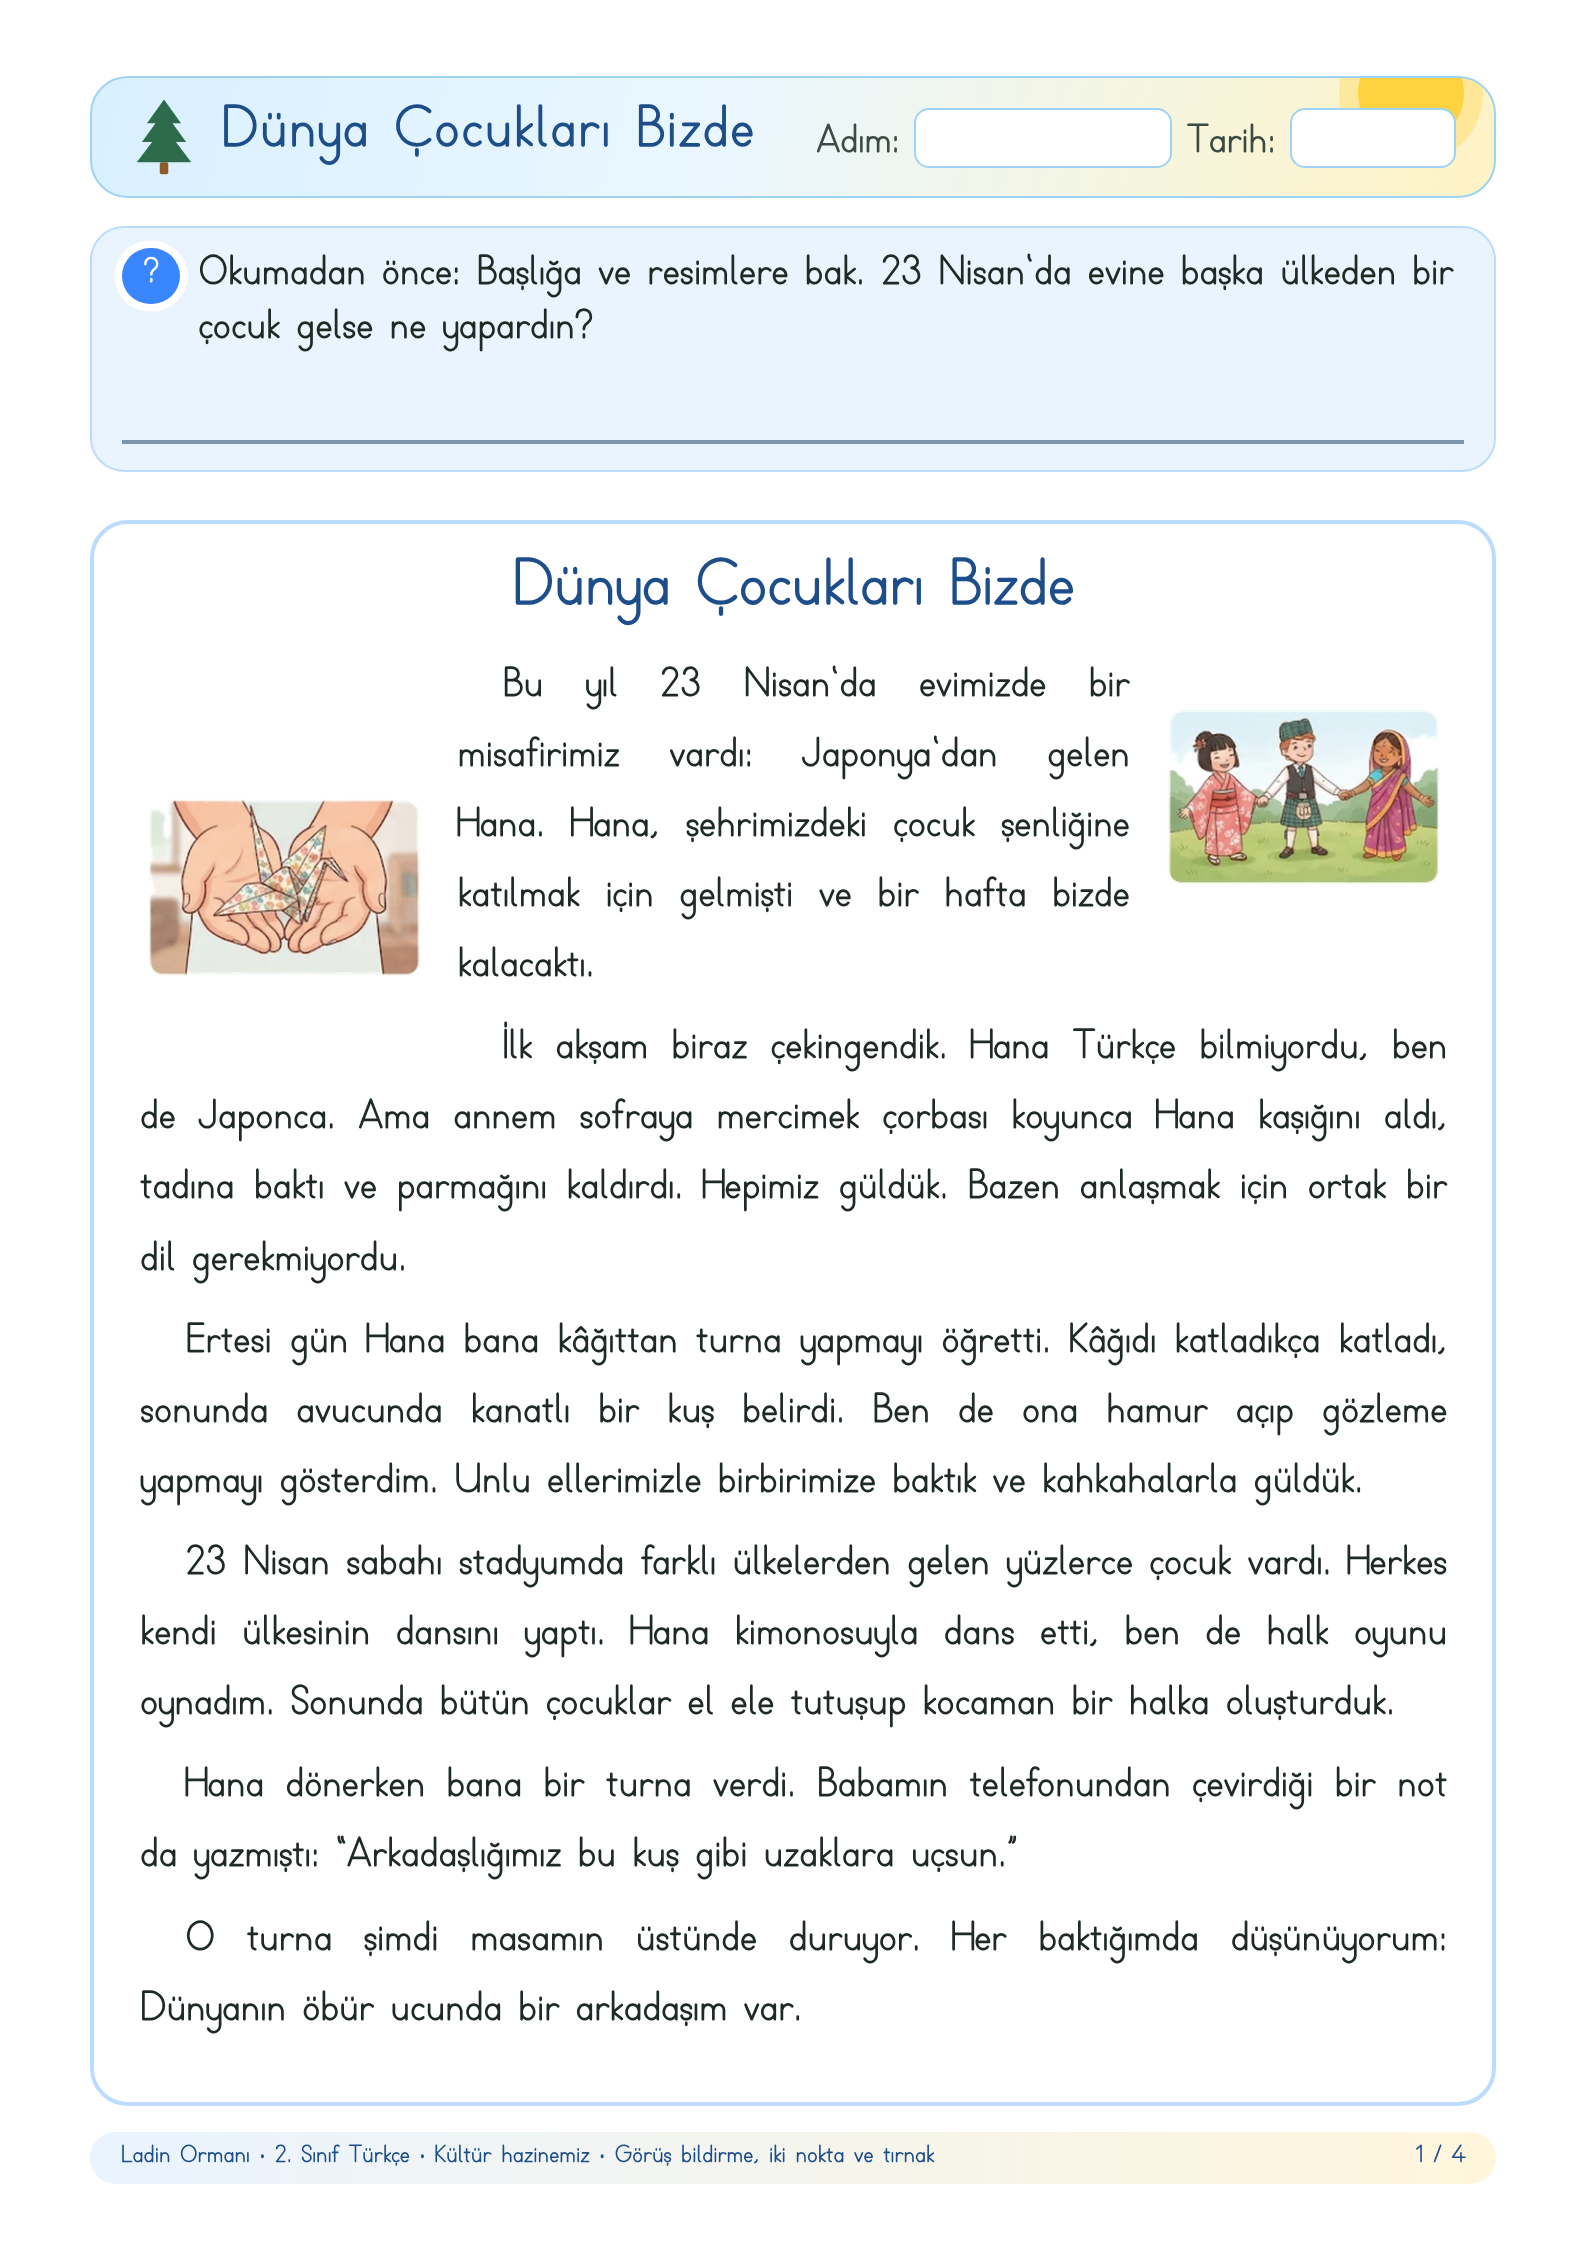 Dünya Çocukları Bizde
Adım:
Tarih:
?
Okumadan önce: Başlığa ve resimlere bak. 23 Nisan'da evine başka ülkeden bir
çocuk gelse ne yapardın?
Dünya Çocukları Bizde
Bu yıl 23 Nisan'da evimizde bir
misafirimiz vardı: Japonya'dan gelen
Hana. Hana, şehrimizdeki çocuk şenliğine
katılmak için gelmişti ve bir hafta bizde
kalacaktı.
İlk akşam biraz çekingendik. Hana Türkçe bilmiyordu, ben
de Japonca. Ama annem sofraya mercimek çorbası koyunca Hana kaşığını aldı,
tadına baktı ve parmağını kaldırdı. Hepimiz güldük. Bazen anlaşmak için ortak bir
dil gerekmiyordu.
Ertesi gün Hana bana kâğıttan turna yapmayı öğretti. Kâğıdı katladıkça katladı,
sonunda avucunda kanatlı bir kuş belirdi. Ben de ona hamur açıp gözleme
yapmayı gösterdim. Unlu ellerimizle birbirimize baktık ve kahkahalarla güldük.
23 Nisan sabahı stadyumda farklı ülkelerden gelen yüzlerce çocuk vardı. Herkes
kendi ülkesinin dansını yaptı. Hana kimonosuyla dans etti, ben de halk oyunu
oynadım. Sonunda bütün çocuklar el ele tutuşup kocaman bir halka oluşturduk.
Hana dönerken bana bir turna verdi. Babamın telefonundan çevirdiği bir not
da yazmıştı: "Arkadaşlığımız bu kuş gibi uzaklara uçsun."
O turna şimdi masamın üstünde duruyor. Her baktığımda düşünüyorum:
Dünyanın öbür ucunda bir arkadaşım var.
Ladin Ormanı • 2. Sınıf Türkçe • Kültür hazinemiz • Görüş bildirme, iki nokta ve tırnak
1 / 4